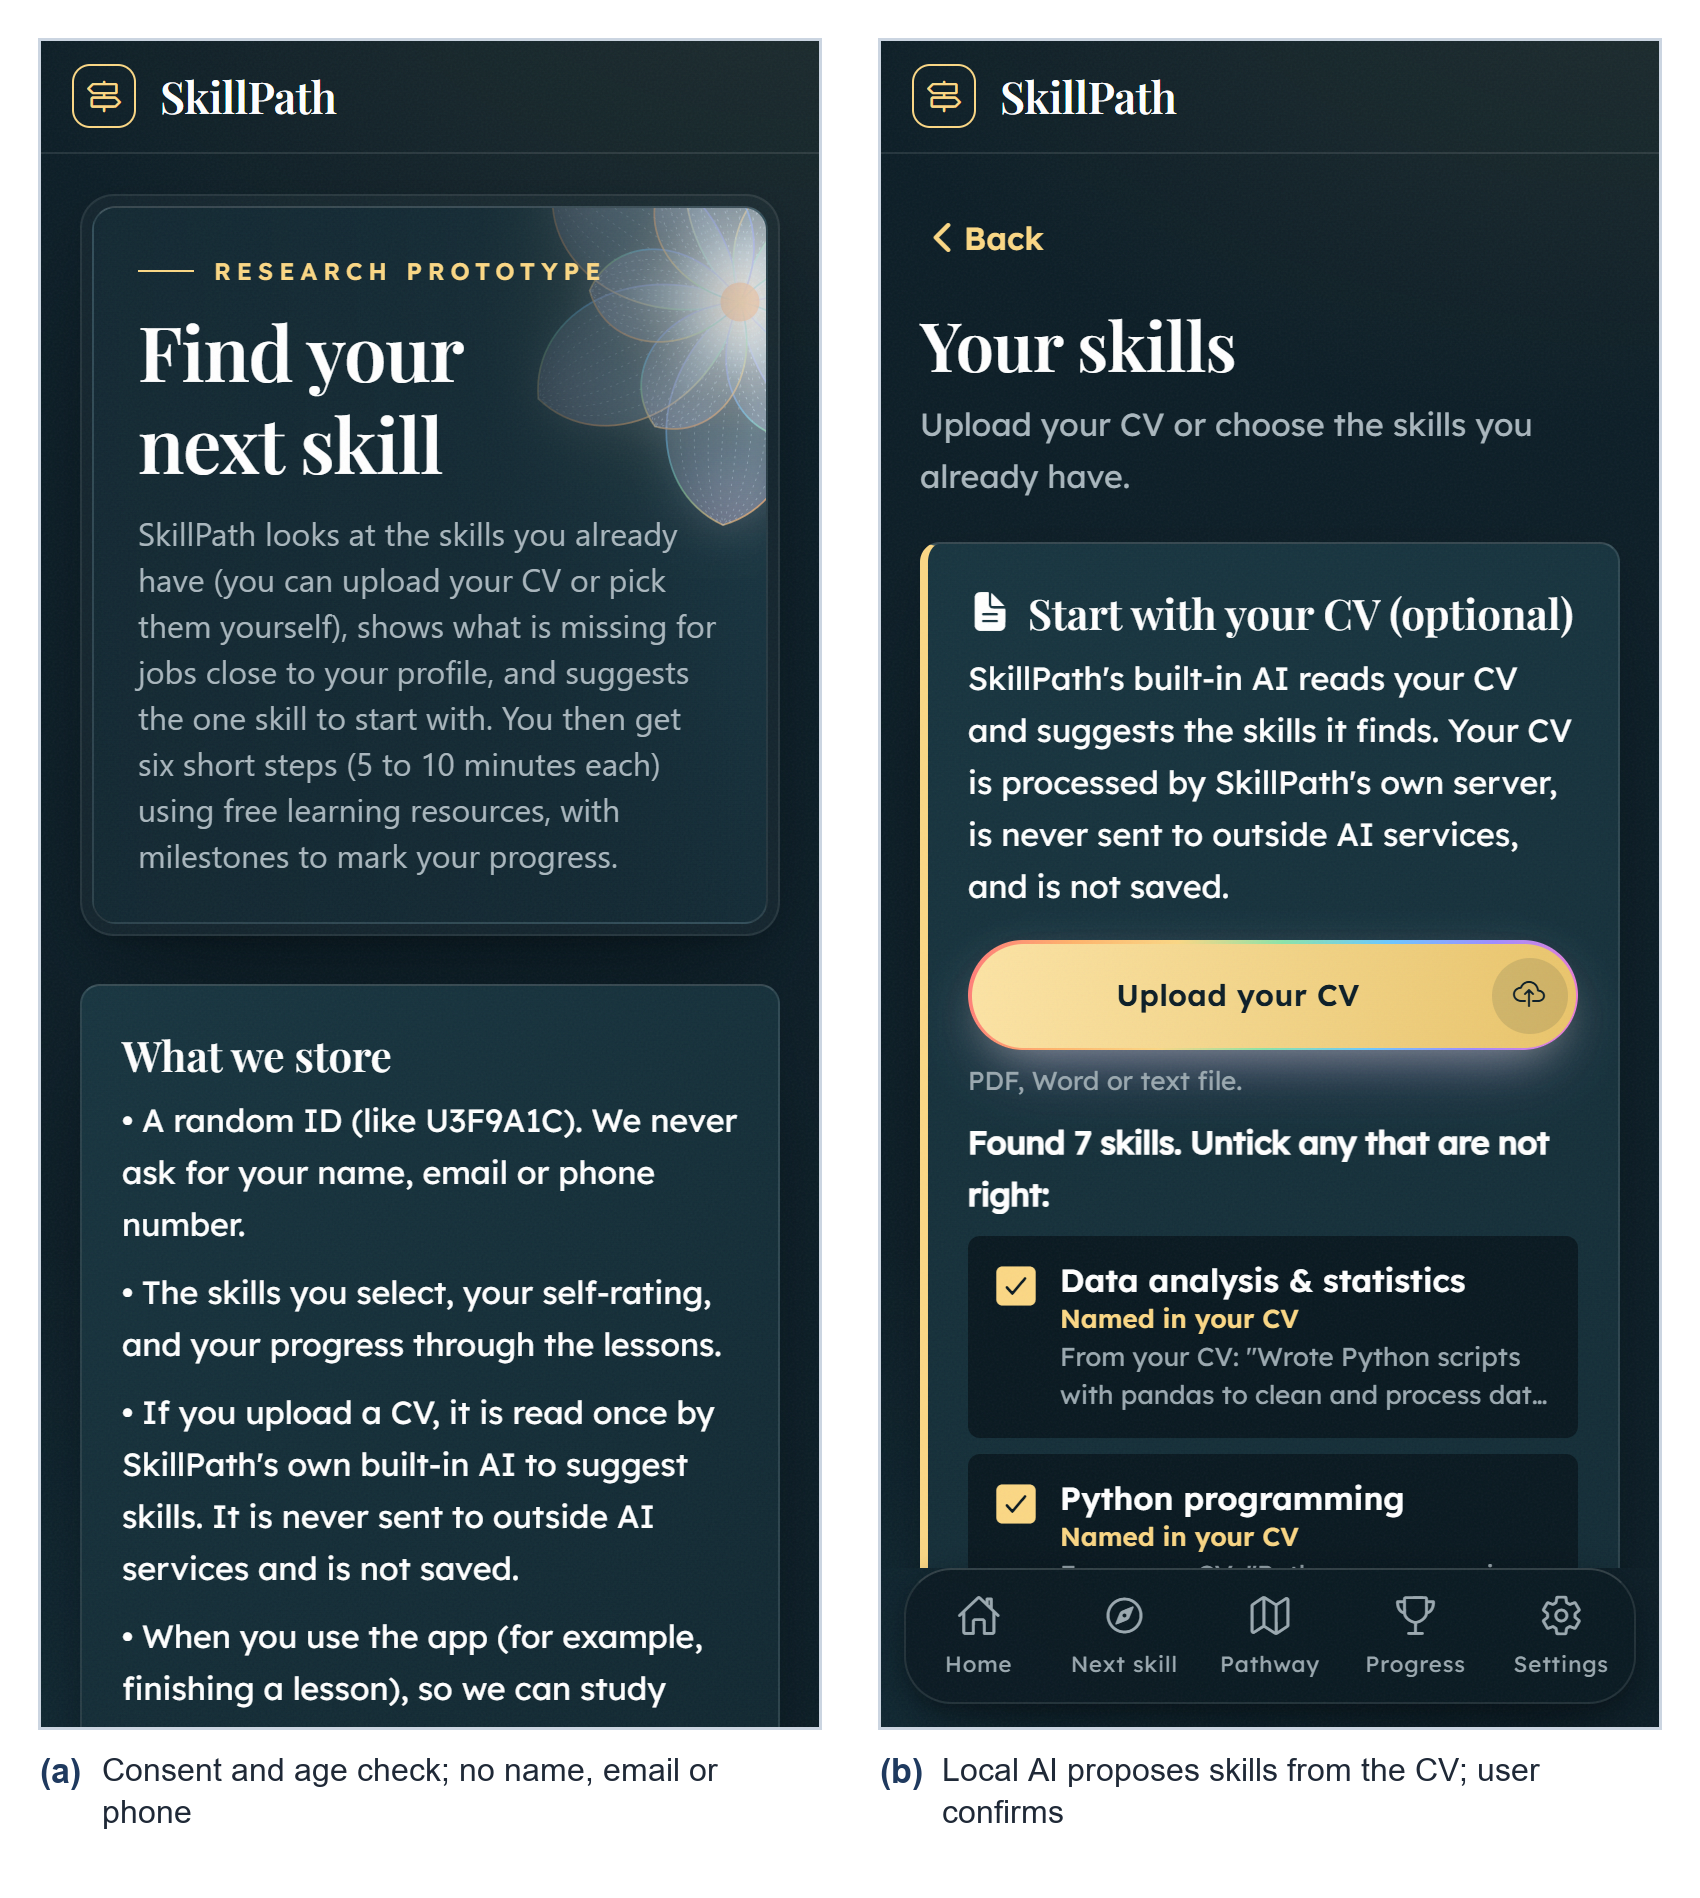 SkillPath
RESEARCH PROTOTYPE
Find your
next skill
SkillPath looks at the skills you already
have (you can upload your CV or pick
them yourself), shows what is missing for
jobs close to your profile, and suggests
the one skill to start with. You then get
six short steps (5 to 10 minutes each)
using free learning resources, with
milestones to mark your progress.
What we store
• A random ID (like U3F9A1C). We never
ask for your name, email or phone
number.
• The skills you select, your self-rating,
and your progress through the lessons.
• If you upload a CV, it is read once by
SkillPath's own built-in AI to suggest
skills. It is never sent to outside AI
services and is not saved.
• When you use the app (for example,
finishing a lesson), so we can study
(a) Consent and age check; no name, email or
phone
SkillPath
Back
Your skills
Upload your CV or choose the skills you
already have.
Start with your CV (optional)
SkillPath's built-in AI reads your CV
and suggests the skills it finds. Your CV
is processed by SkillPath's own server,
is never sent to outside AI services,
and is not saved.
Upload your CV
PDF, Word or text file.
Found 7 skills. Untick any that are not
right:
Data analysis & statistics
Named in your CV
From your CV: "Wrote Python scripts
with pandas to clean and process dat...
Python programming
Named in your CV
Home
Next skill
Pathway
Progress
Settings
(b) Local AI proposes skills from the CV; user
confirms